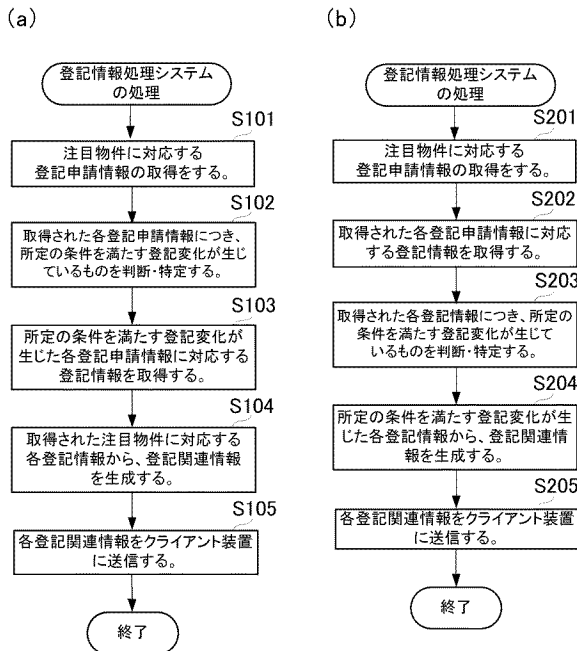 (a)
登記情報処理システム
の処理
S101
注目物件に対応する
登記申請情報の取得をする。
S102
取得された各登記申請情報につき、
所定の条件を満たす登記変化が生じ
ているものを判断・特定する。
S103
所定の条件を満たす登記変化が
生じた各登記申請情報に対応する
登記情報を取得する。
S104
取得された注目物件に対応する
各登記情報から、登記関連情報
を生成する。
S105
各登記関連情報をクライアント装置
に送信する。
終了
(b)
登記情報処理システム
の処理
S201
注目物件に対応する
登記申請情報の取得をする。
S202
取得された各登記申請情報に対応
する登記情報を取得する。
S203
取得された各登記情報につき、所定の
条件を満たす登記変化が生じて
いるものを判断・特定する。
S204
所定の条件を満たす登記変化が生
じた各登記情報から、登記関連情
報を生成する。
S205
各登記関連情報をクライアント装置
に送信する。
終了